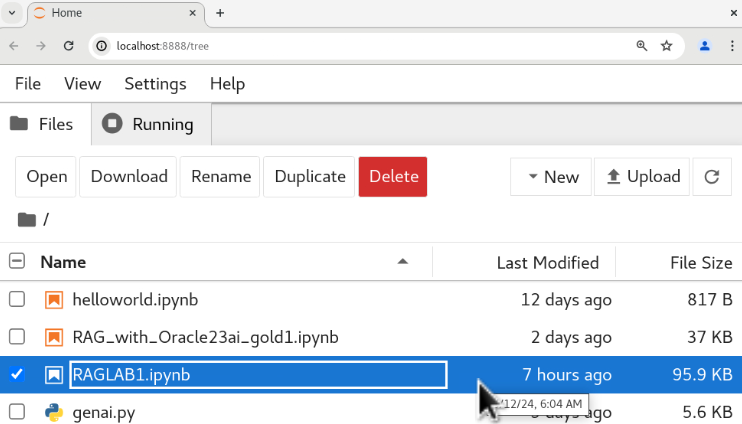 Home
localhost:8888/tree
File View Settings Help
Files Running
Open Download Rename Duplicate Delete New Upload
/
Name Last Modified File Size
helloworld.ipynb 12 days ago 817 B
RAG_with_Oracle23ai_gold1.ipynb 2 days ago 37 KB
RAGLAB1.ipynb 7 hours ago 95.9 KB
/12/24, 6:04 AM
genai.py 5.6 KB